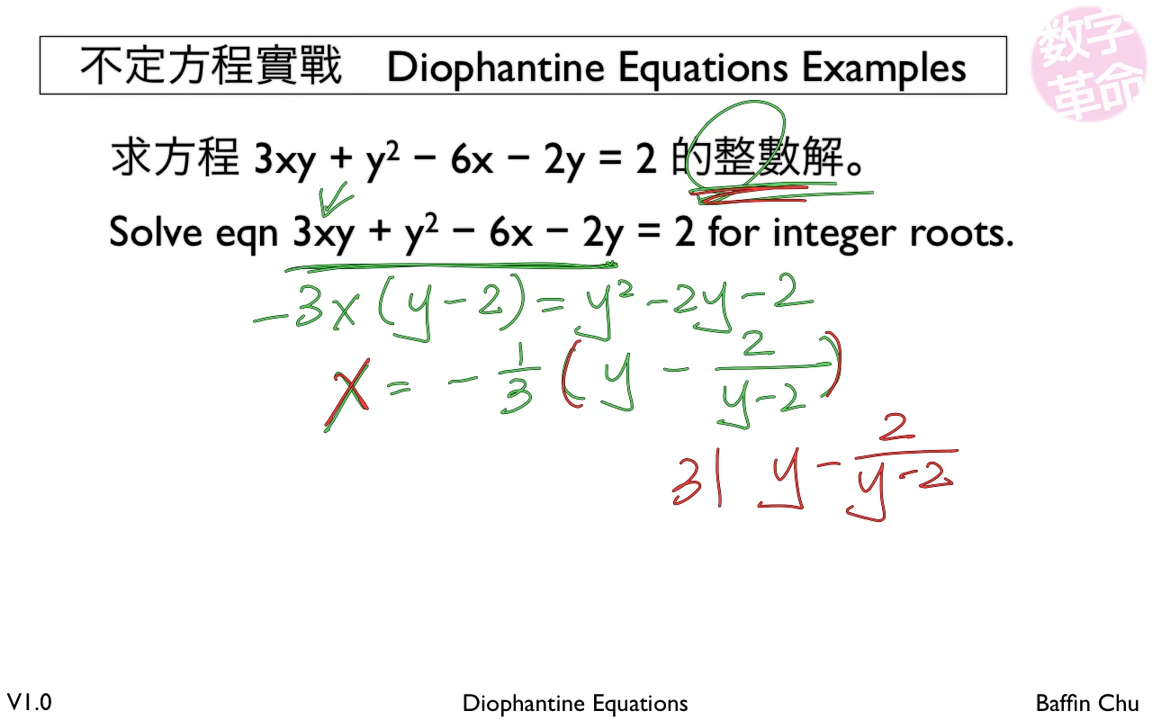 不定方程實戰 Diophantine Equations Examples
数字
革命
求方程 3xy + y² − 6x − 2y = 2 的整數解。
Solve eqn 3xy + y² − 6x − 2y = 2 for integer roots.
−3x(y−2) = y²−2y−2
x = −1/3 (y − 2/(y−2))
3| y − 2/(y−2)
V1.0 Diophantine Equations Baffin Chu